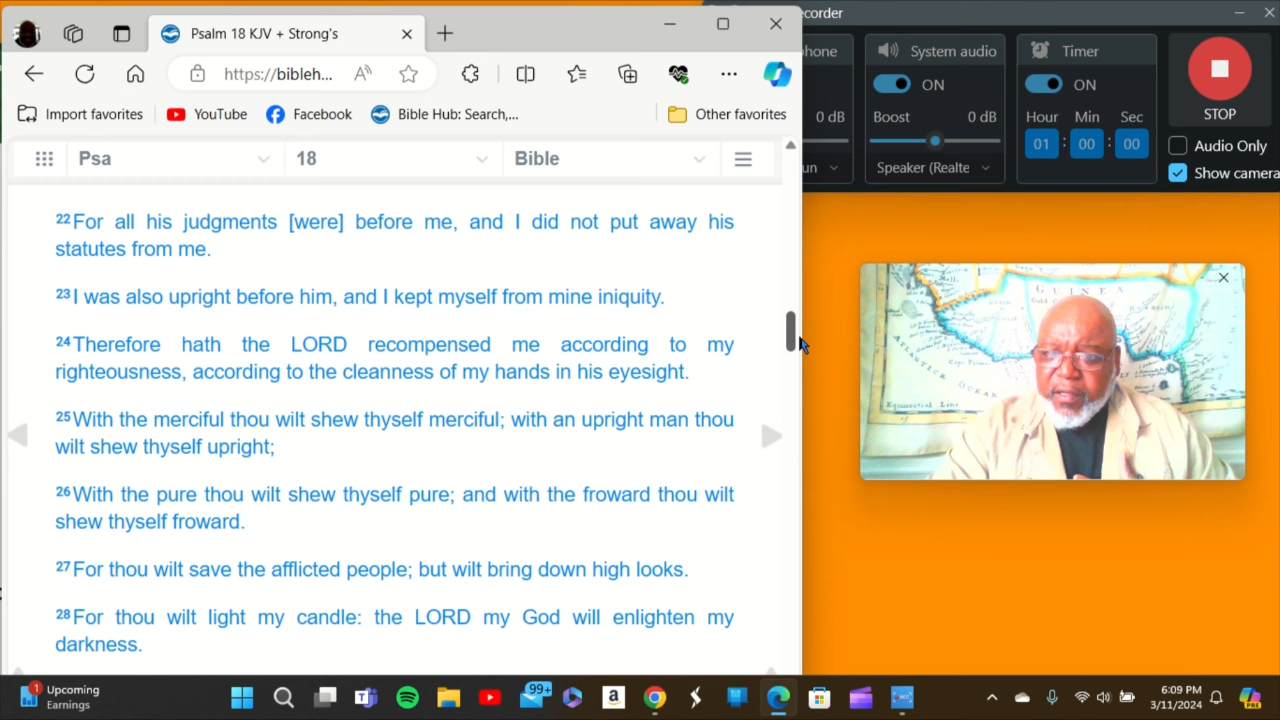 Psalm 18 KJV + Strong's
https://bibleh...
Import favorites
YouTube
Facebook
Bible Hub: Search,...
Other favorites
Psa
18
Bible
22For all his judgments [were] before me, and I did not put away his
statutes from me.
23I was also upright before him, and I kept myself from mine iniquity.
24Therefore hath the LORD recompensed me according to my
righteousness, according to the cleanness of my hands in his eyesight.
25With the merciful thou wilt shew thyself merciful; with an upright man thou
wilt shew thyself upright;
26With the pure thou wilt shew thyself pure; and with the froward thou wilt
shew thyself froward.
27For thou wilt save the afflicted people; but wilt bring down high looks.
28For thou wilt light my candle: the LORD my God will enlighten my
darkness.
corder
phone
System audio
Timer
ON
ON
0 dB
Boost
0 dB
Hour
Min
Sec
01
:
00
:
00
un
Speaker (Realte
STOP
Audio Only
Show camera
GUINEA
Equinoctial Line
1
Upcoming
Earnings
99+
a
PRE
6:09 PM
3/11/2024